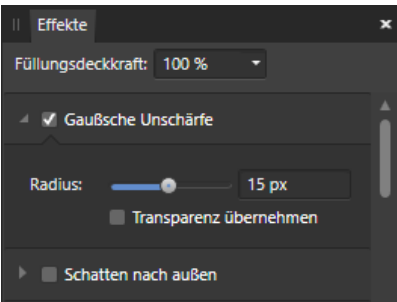 Effekte
Füllungsdeckkraft: 100 %
Gaußsche Unschärfe
Radius: 15 px
Transparenz übernehmen
Schatten nach außen